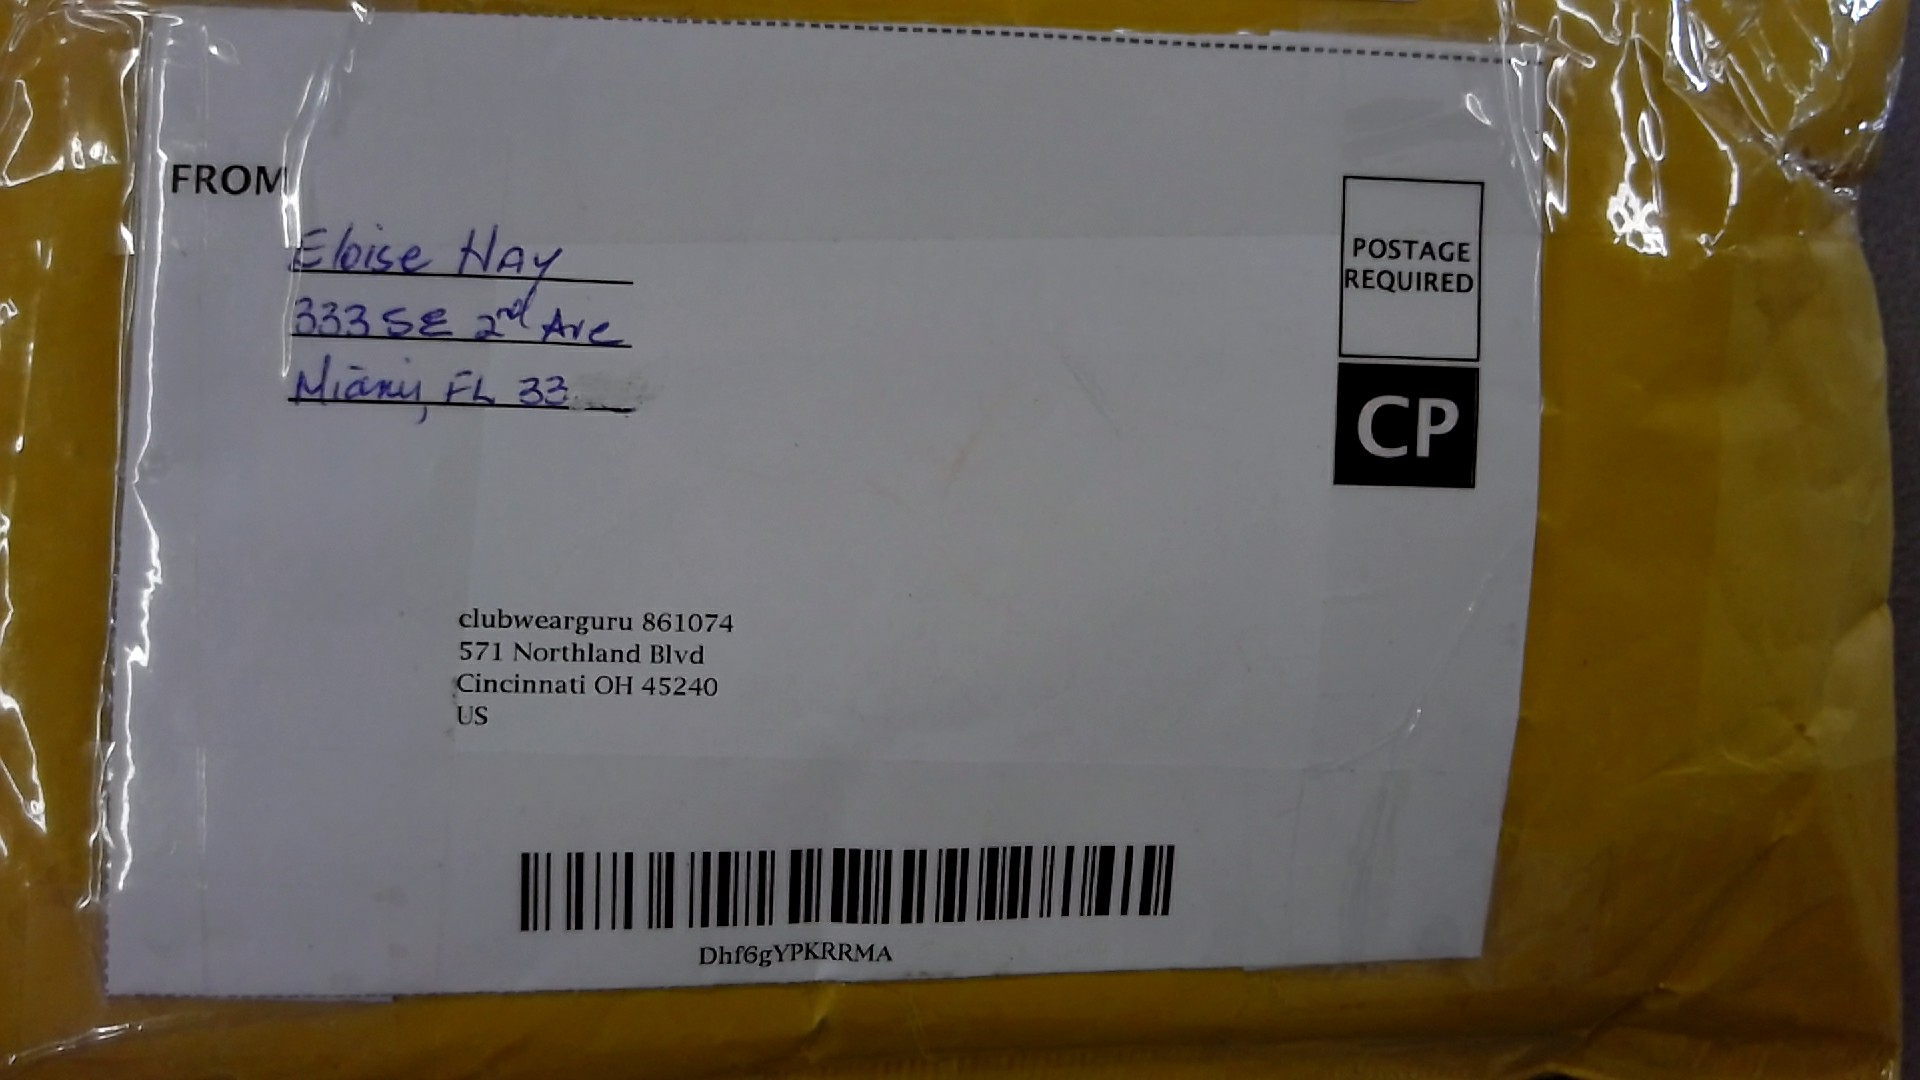 FROM
Eloise Hay
333 SE 2nd Ave
Miami, FL 33
POSTAGE
REQUIRED
CP
clubwearguru 861074
571 Northland Blvd
Cincinnati OH 45240
US
Dhf6gYPKRRMA